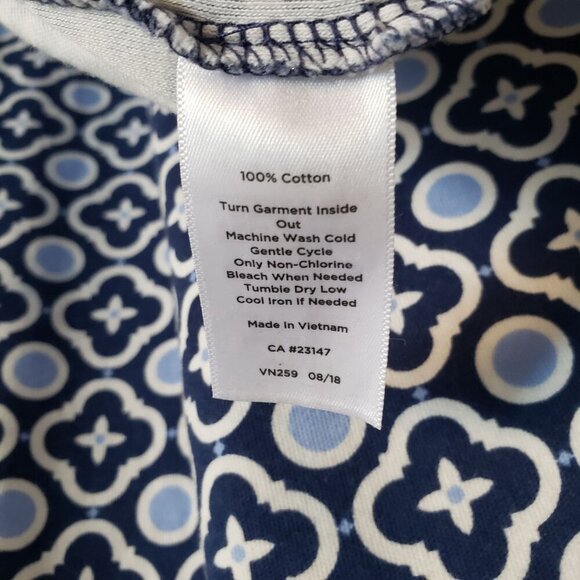 100% Cotton
Turn Garment Inside
Out
Machine Wash Cold
Gentle Cycle
Only Non-Chlorine
Bleach When Needed
Tumble Dry Low
Cool Iron if Needed
Made in Vietnam
CA #23147
VN259 08/18